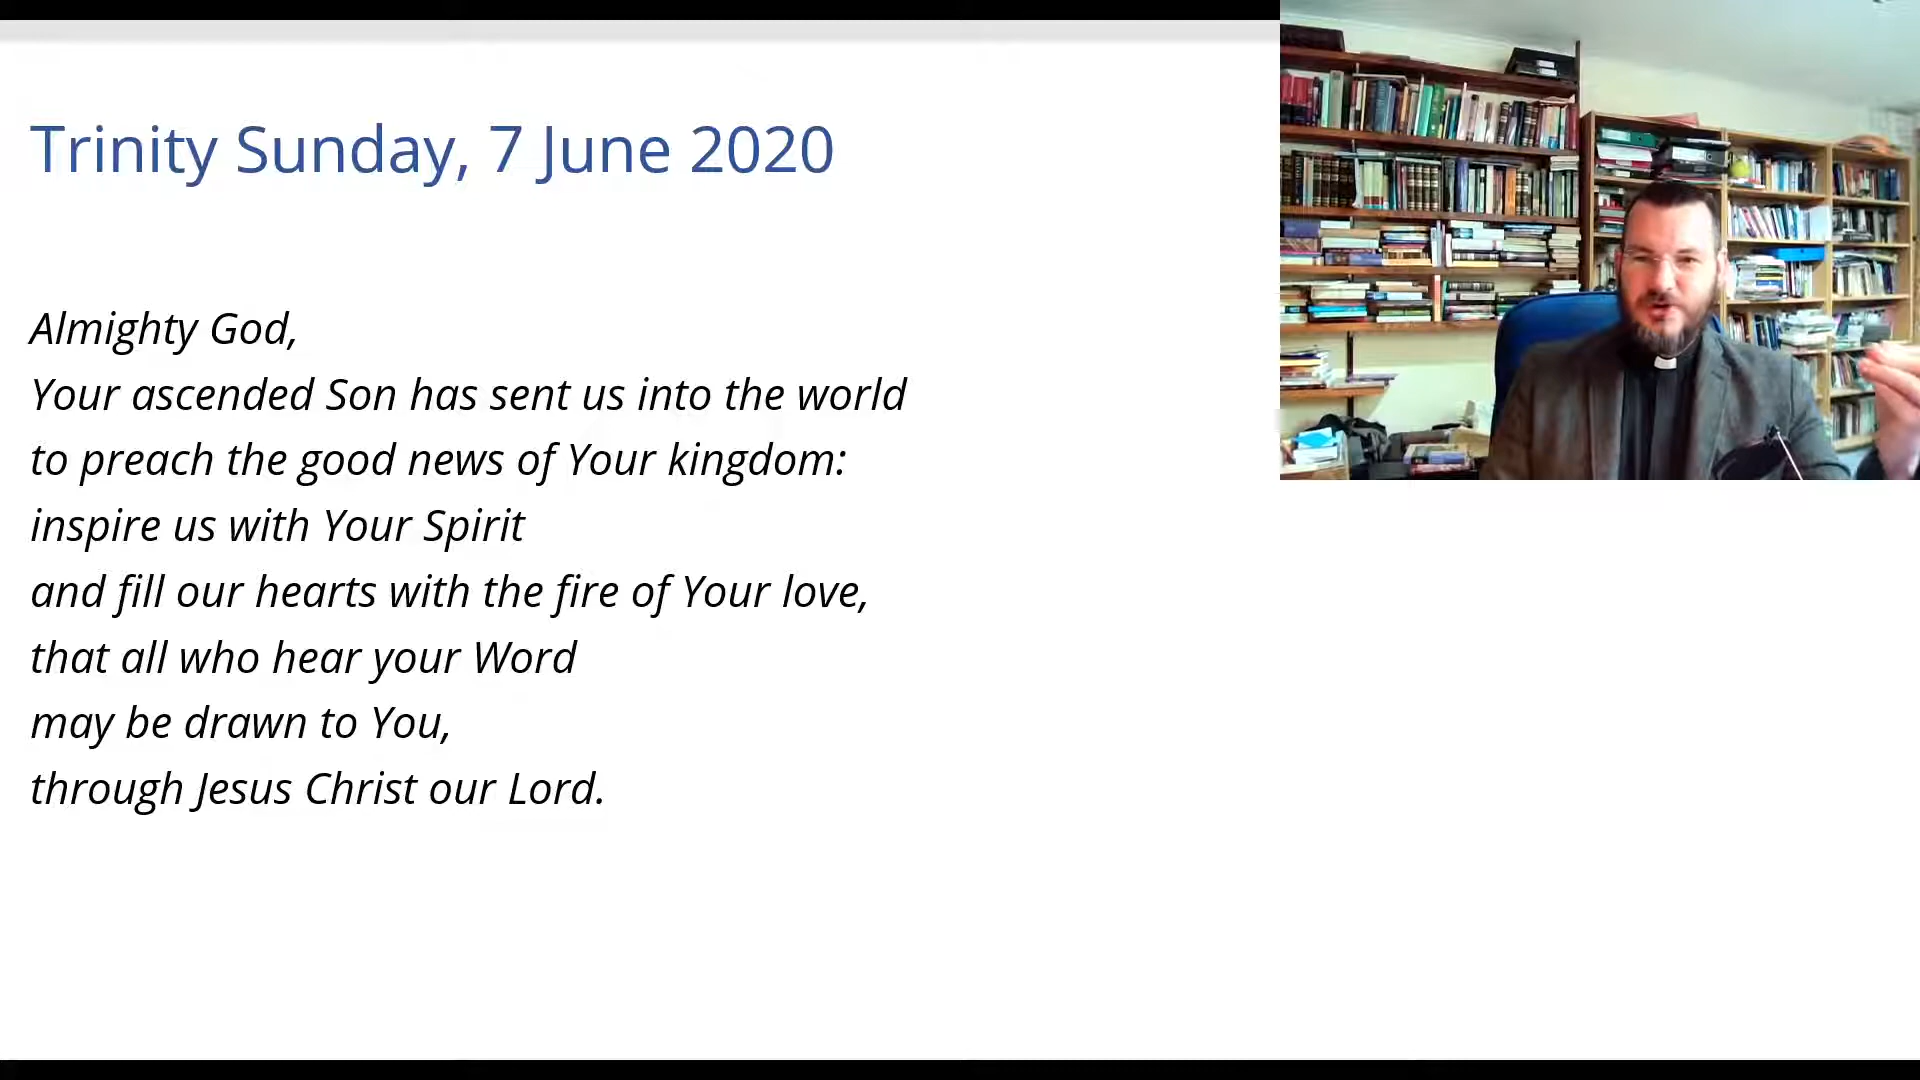 Trinity Sunday, 7 June 2020
Almighty God,
Your ascended Son has sent us into the world
to preach the good news of Your kingdom:
inspire us with Your Spirit
and fill our hearts with the fire of Your love,
that all who hear your Word
may be drawn to You,
through Jesus Christ our Lord.